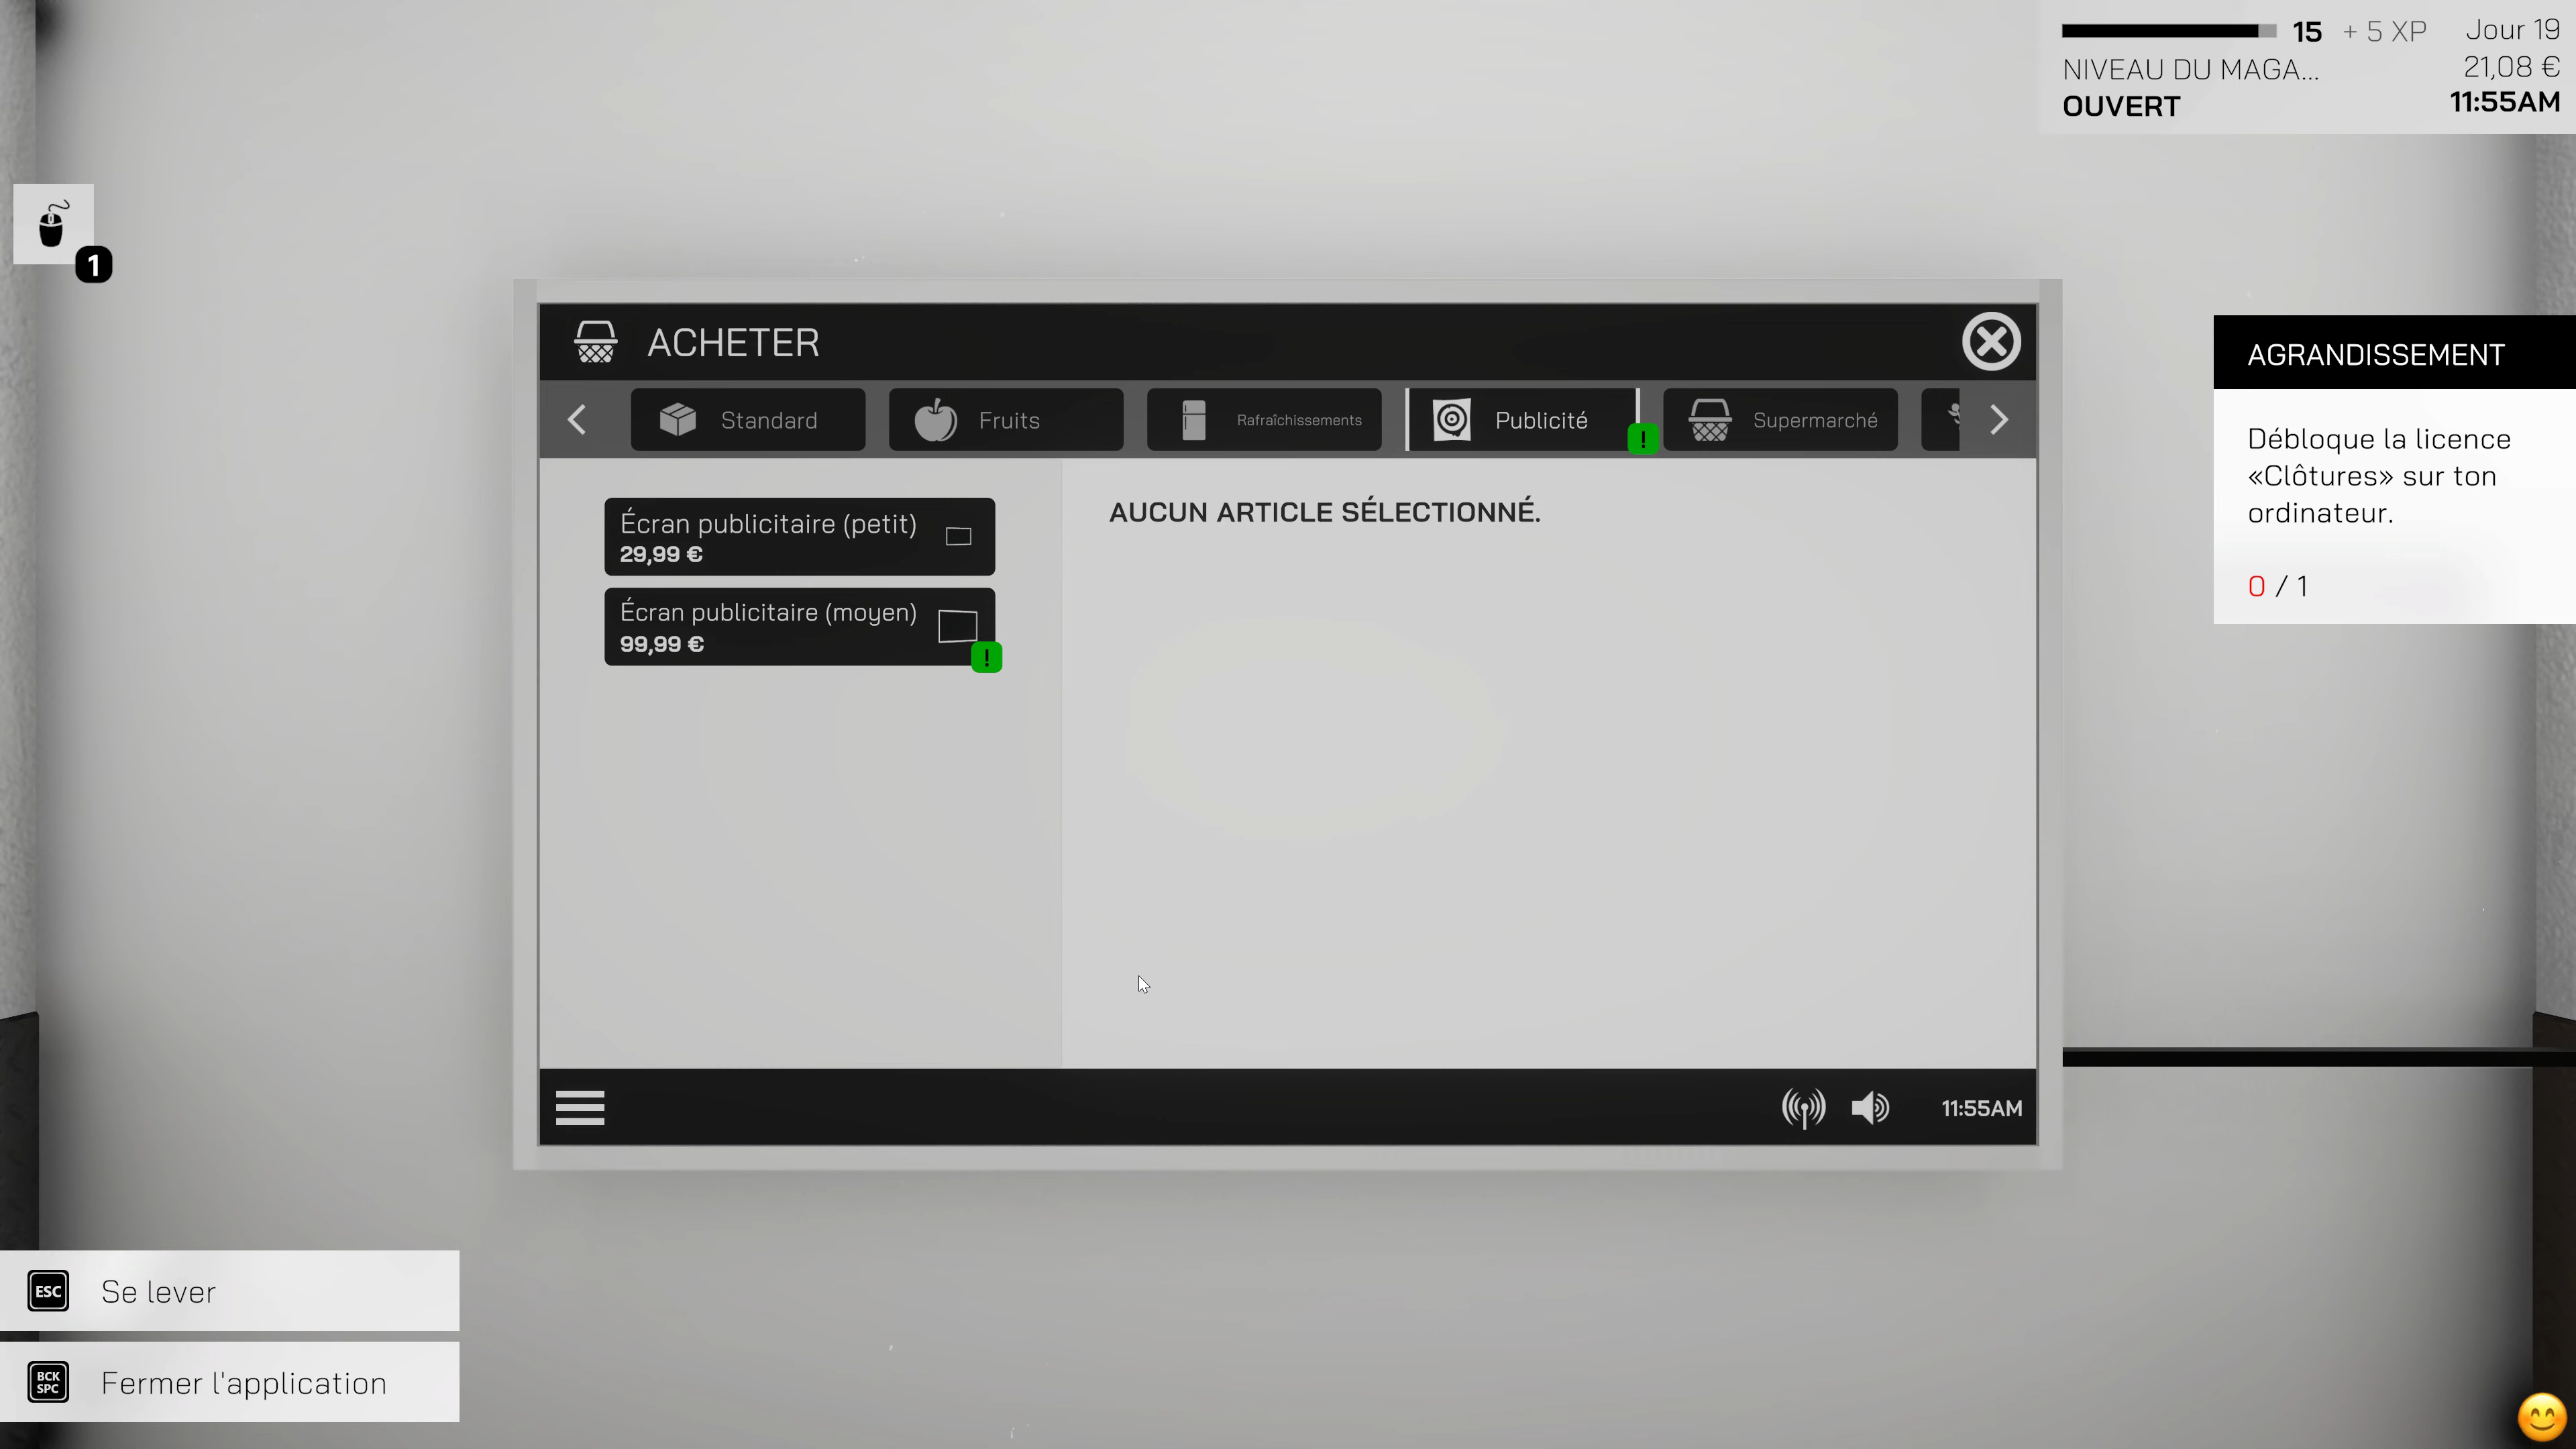 15 + 5 XP Jour 19
NIVEAU DU MAGA... 21,08 €
OUVERT 11:55AM
1
ACHETER
Standard
Fruits
Rafraîchissements
Publicité
!
Supermarché
Écran publicitaire (petit)
29,99 €
Écran publicitaire (moyen)
99,99 €
!
AUCUN ARTICLE SÉLECTIONNÉ.
AGRANDISSEMENT
Débloque la licence
«Clôtures» sur ton
ordinateur.
0 / 1
11:55AM
ESC Se lever
BCK SPC Fermer l'application